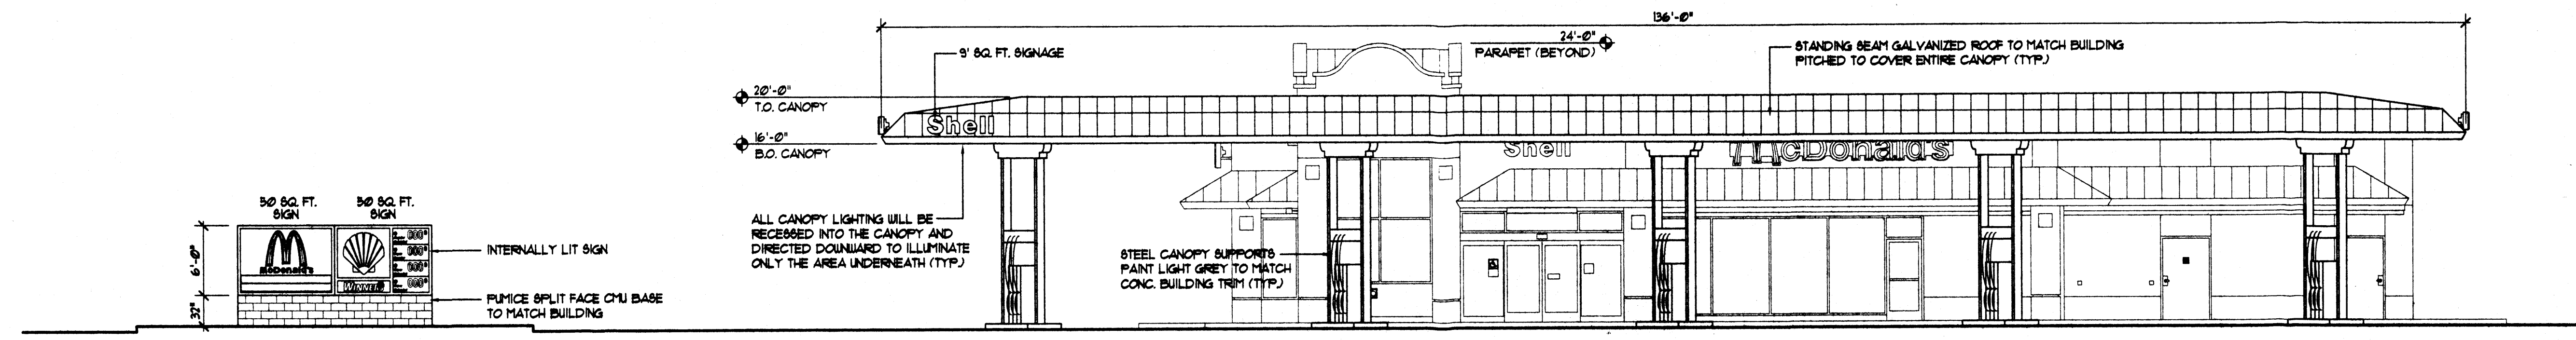 136'-0"
24'-0"
PARAPET (BEYOND)
9' SQ. FT. SIGNAGE
STANDING SEAM GALVANIZED ROOF TO MATCH BUILDING
PITCHED TO COVER ENTIRE CANOPY (TYP.)
20'-0"
T.O. CANOPY
Shell
16'-0"
B.O. CANOPY
Shell
McDonald's
50 SQ. FT.
SIGN
50 SQ. FT.
SIGN
6'-0"
32"
McDonald's
WINNER
INTERNALLY LIT SIGN
PUMICE SPLIT FACE CMU BASE
TO MATCH BUILDING
ALL CANOPY LIGHTING WILL BE
RECESSED INTO THE CANOPY AND
DIRECTED DOWNWARD TO ILLUMINATE
ONLY THE AREA UNDERNEATH (TYP.)
STEEL CANOPY SUPPORTS
PAINT LIGHT GREY TO MATCH
CONC. BUILDING TRIM (TYP.)